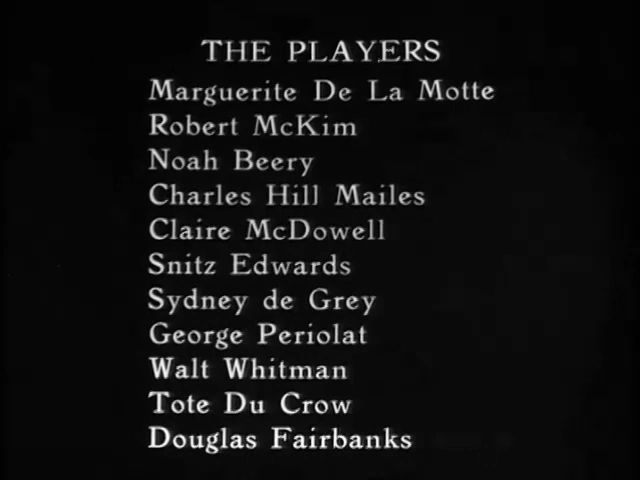 THE PLAYERS
Marguerite De La Motte
Robert McKim
Noah Beery
Charles Hill Mailes
Claire McDowell
Snitz Edwards
Sydney de Grey
George Periolat
Walt Whitman
Tote Du Crow
Douglas Fairbanks